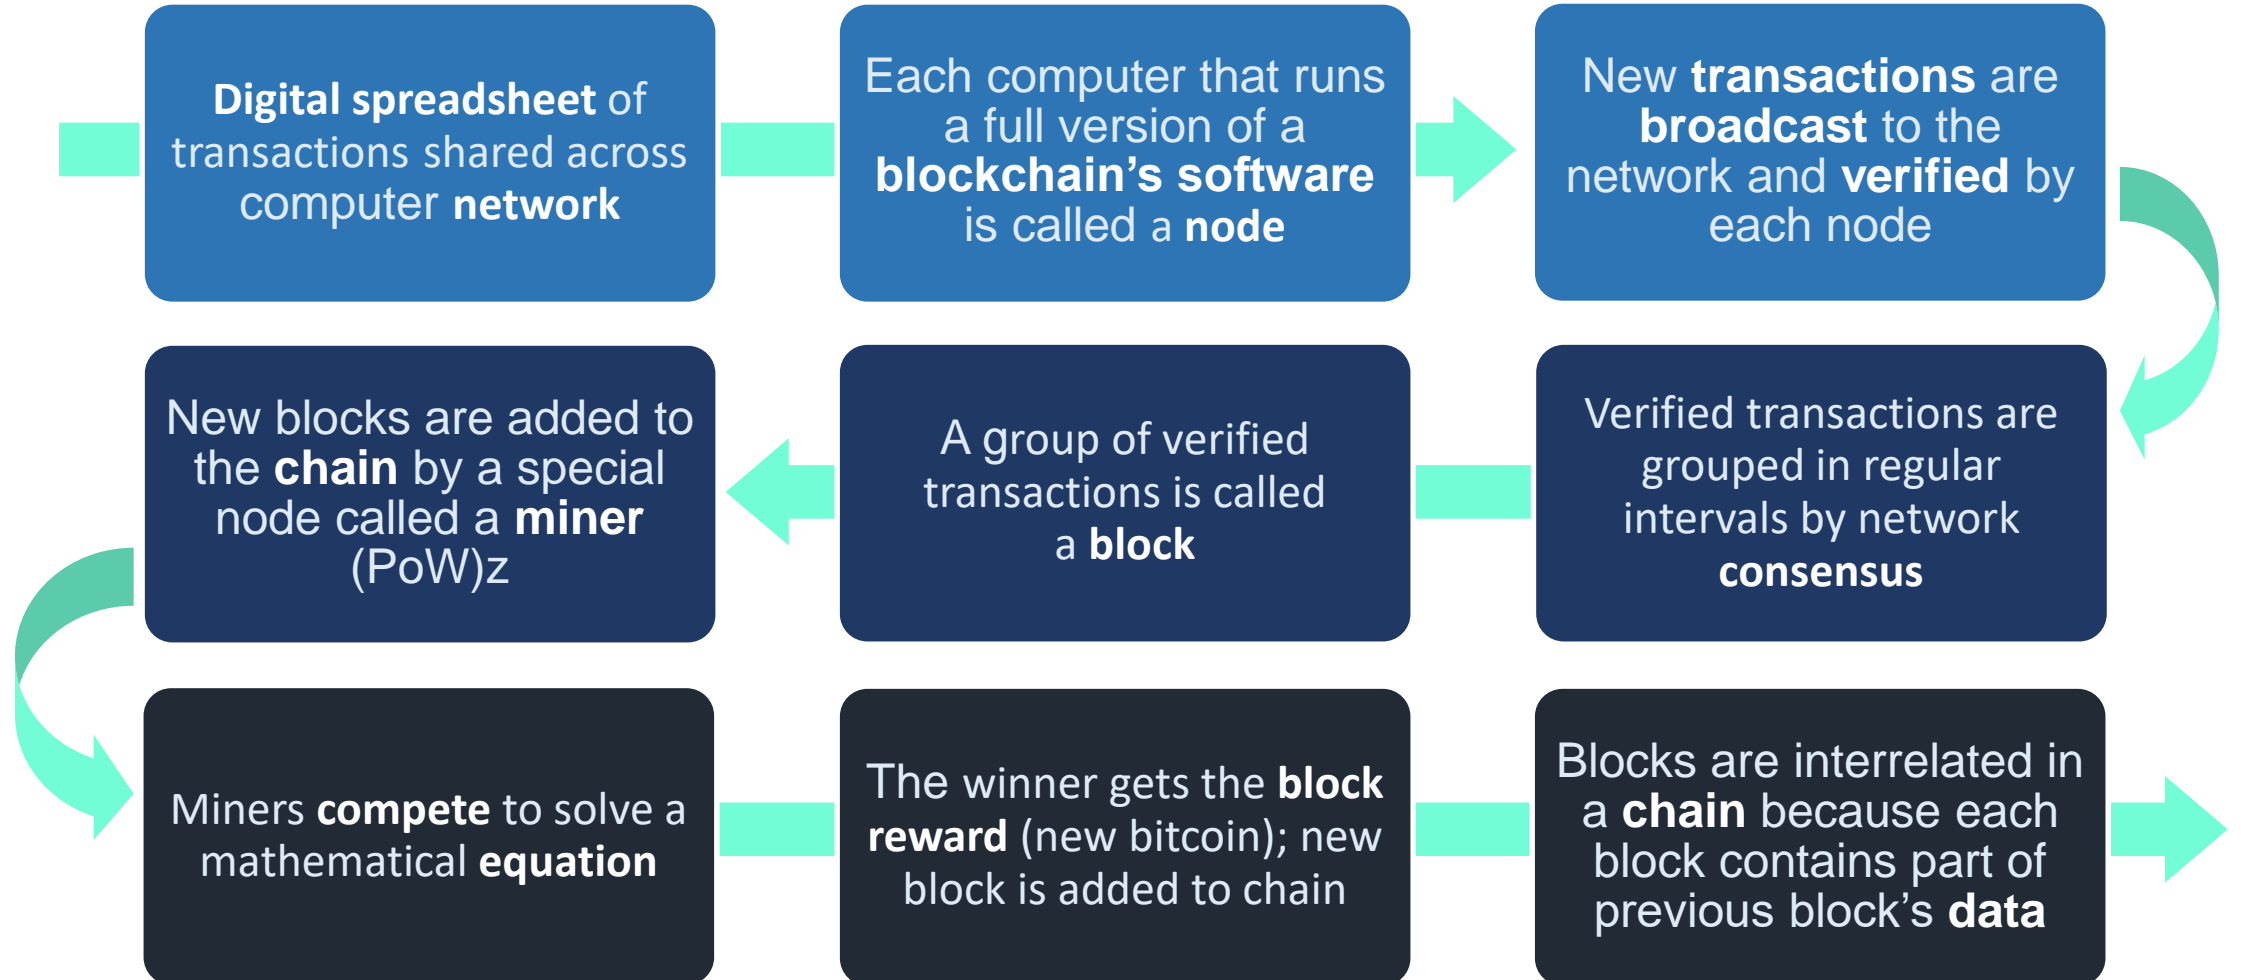 Digital spreadsheet of
transactions shared across
computer network
Each computer that runs
a full version of a
blockchain’s software
is called a node
New transactions are
broadcast to the
network and verified by
each node
Verified transactions are
grouped in regular
intervals by network
consensus
A group of verified
transactions is called
a block
New blocks are added to
the chain by a special
node called a miner
(PoW)z
Miners compete to solve a
mathematical equation
The winner gets the block
reward (new bitcoin); new
block is added to chain
Blocks are interrelated in
a chain because each
block contains part of
previous block’s data